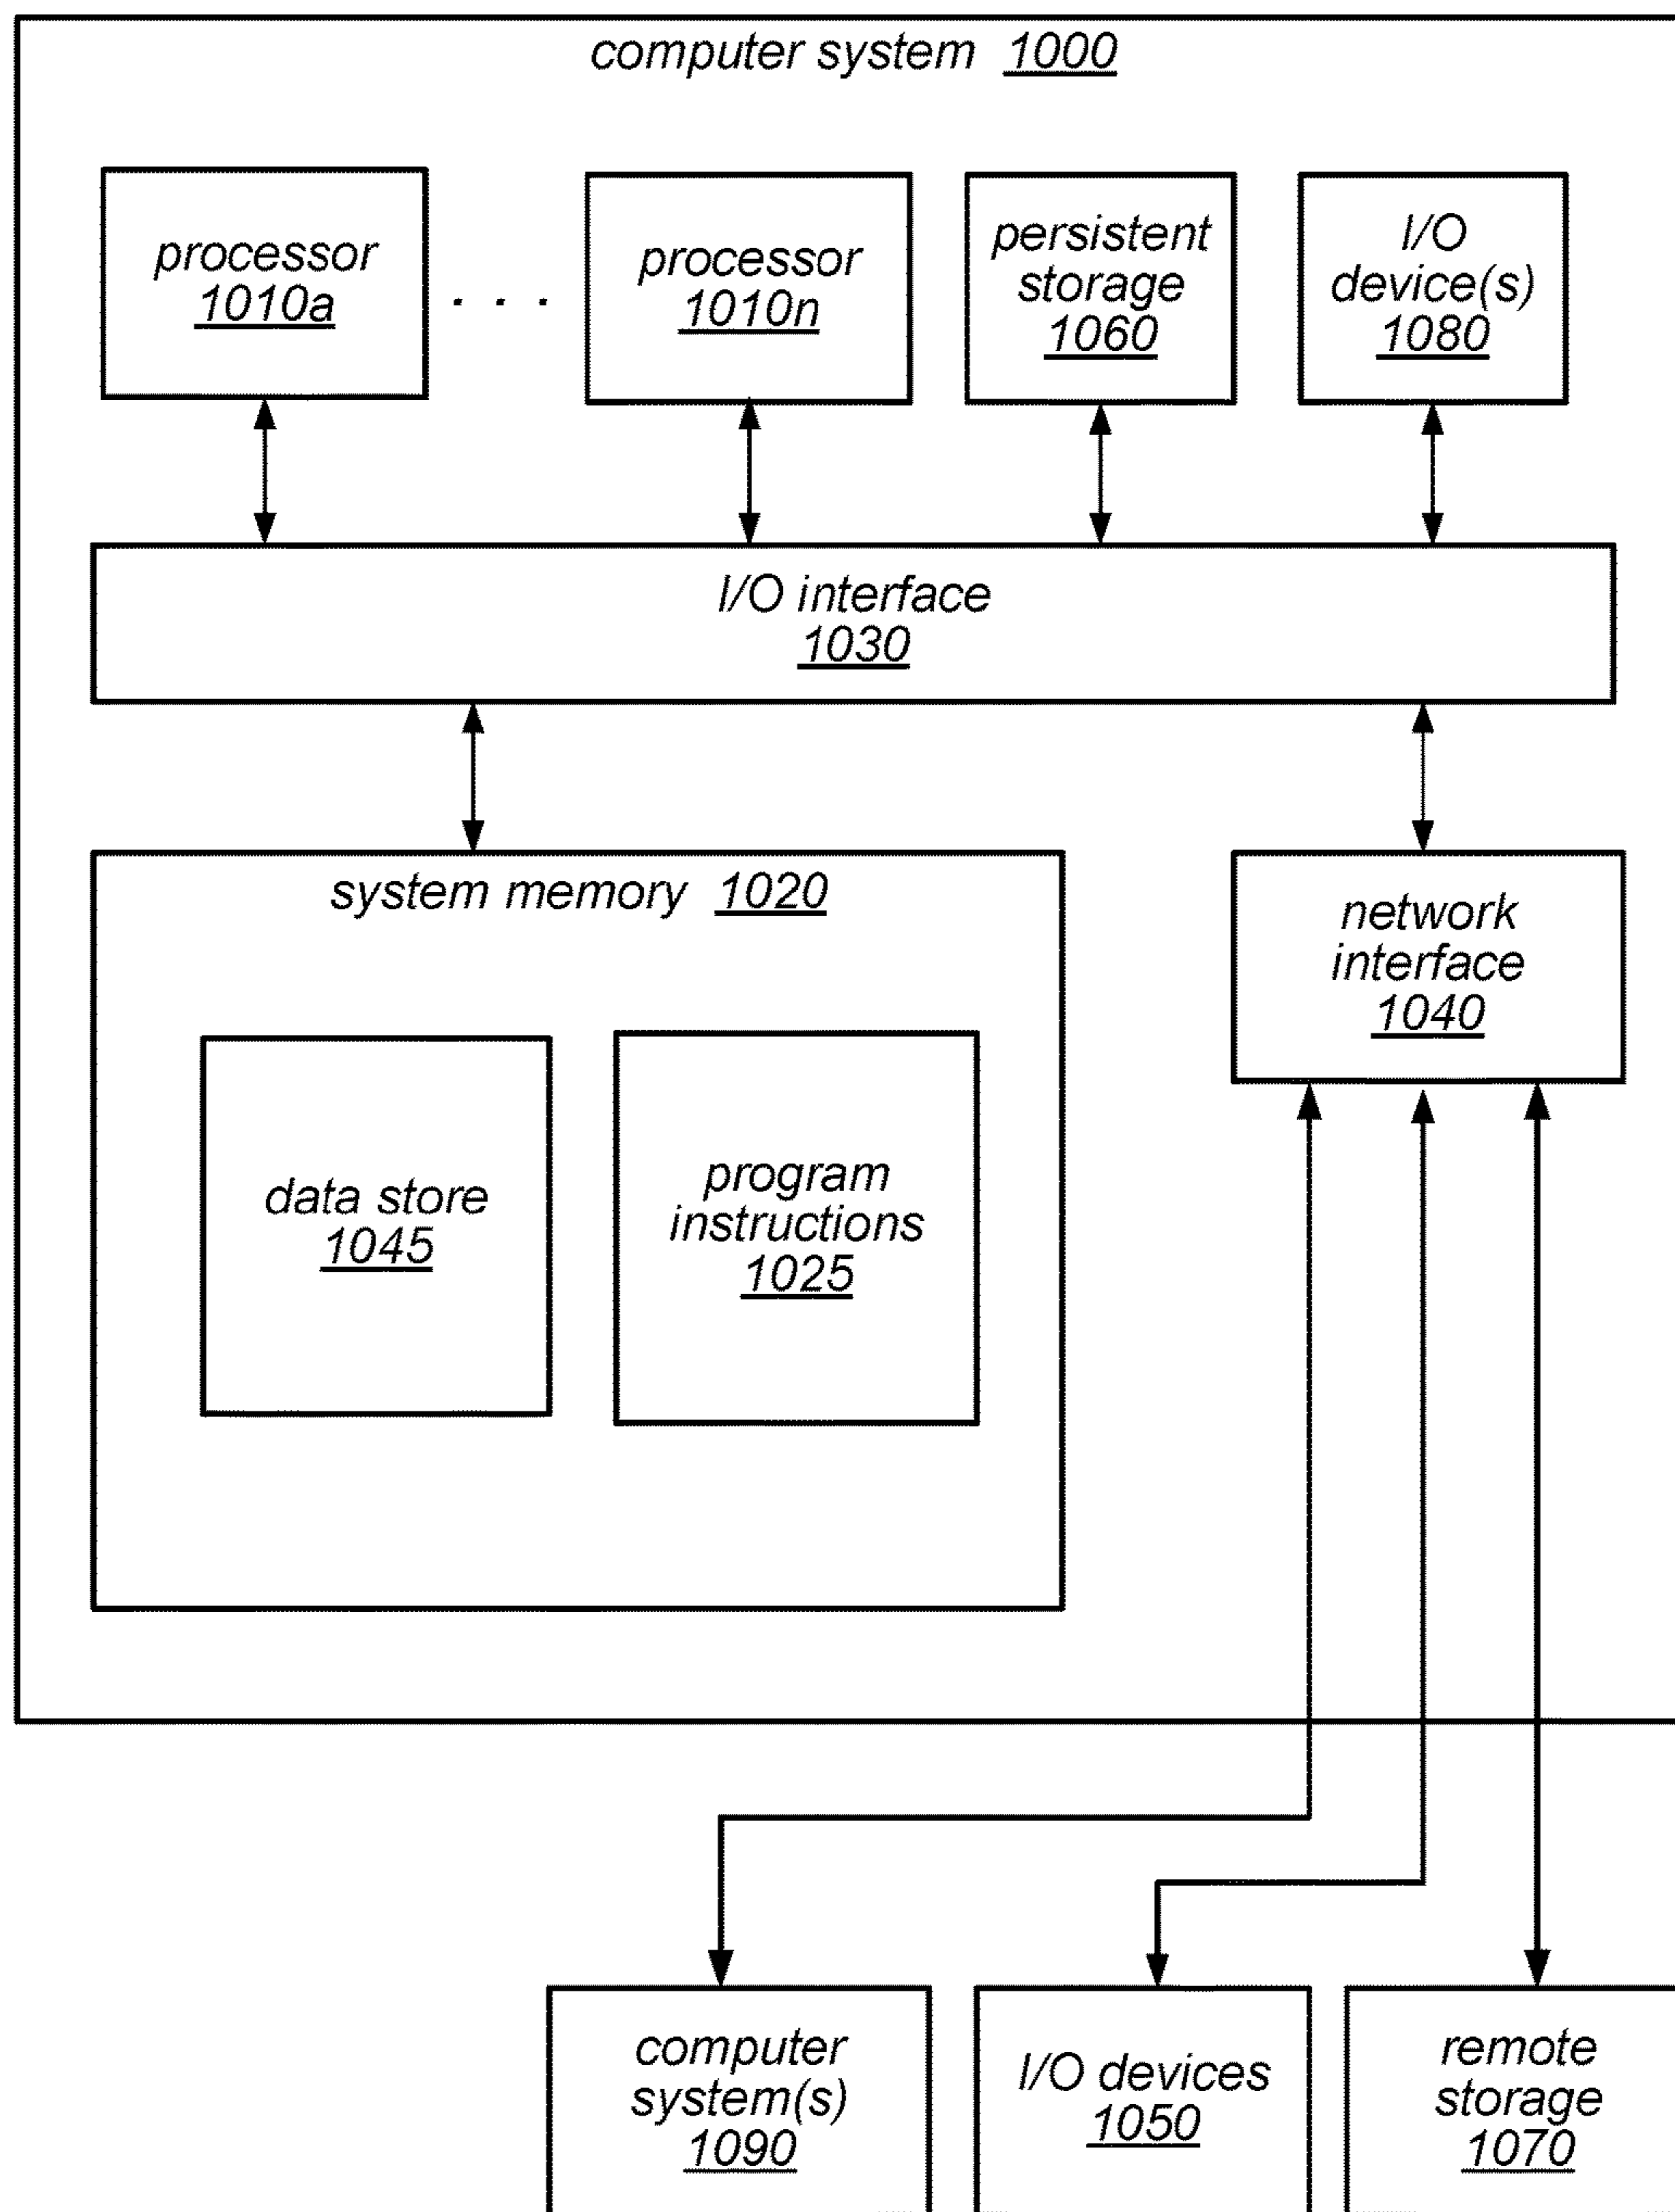 computer system 1000
processor
1010a
. . .
processor
1010n
persistent
storage
1060
I/O
device(s)
1080
I/O interface
1030
system memory 1020
network
interface
1040
data store
1045
program
instructions
1025
computer
system(s)
1090
I/O devices
1050
remote
storage
1070